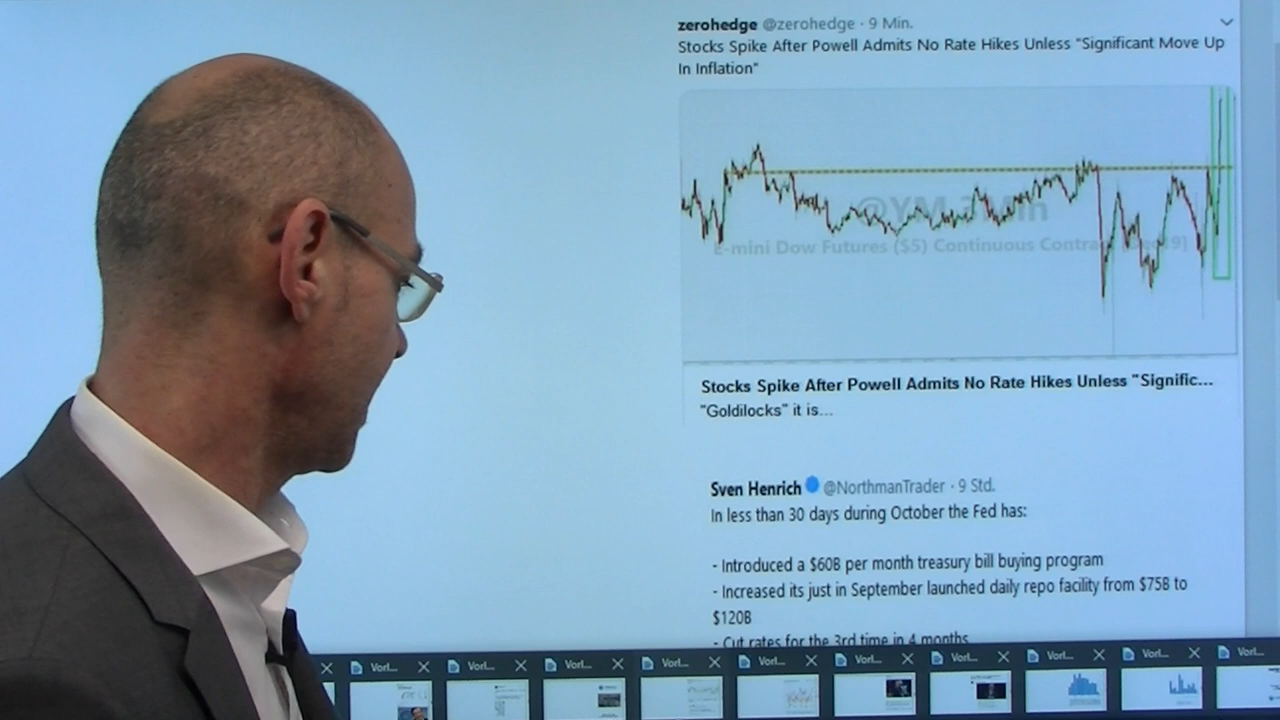 zerohedge @zerohedge · 9 Min.
Stocks Spike After Powell Admits No Rate Hikes Unless "Significant Move Up
In Inflation"
@YM 3Min
E-mini Dow Futures ($5) Continuous Contra
Stocks Spike After Powell Admits No Rate Hikes Unless "Signific...
"Goldilocks" it is...
Sven Henrich @NorthmanTrader · 9 Std.
In less than 30 days during October the Fed has:
- Introduced a $60B per month treasury bill buying program
- Increased its just in September launched daily repo facility from $75B to
$120B
- Cut rates for the 3rd time in 4 months
Vorl... Vorl... Vorl... Vorl... Vorl... Vorl... Vorl... Vorl... Vorl... Vorl...